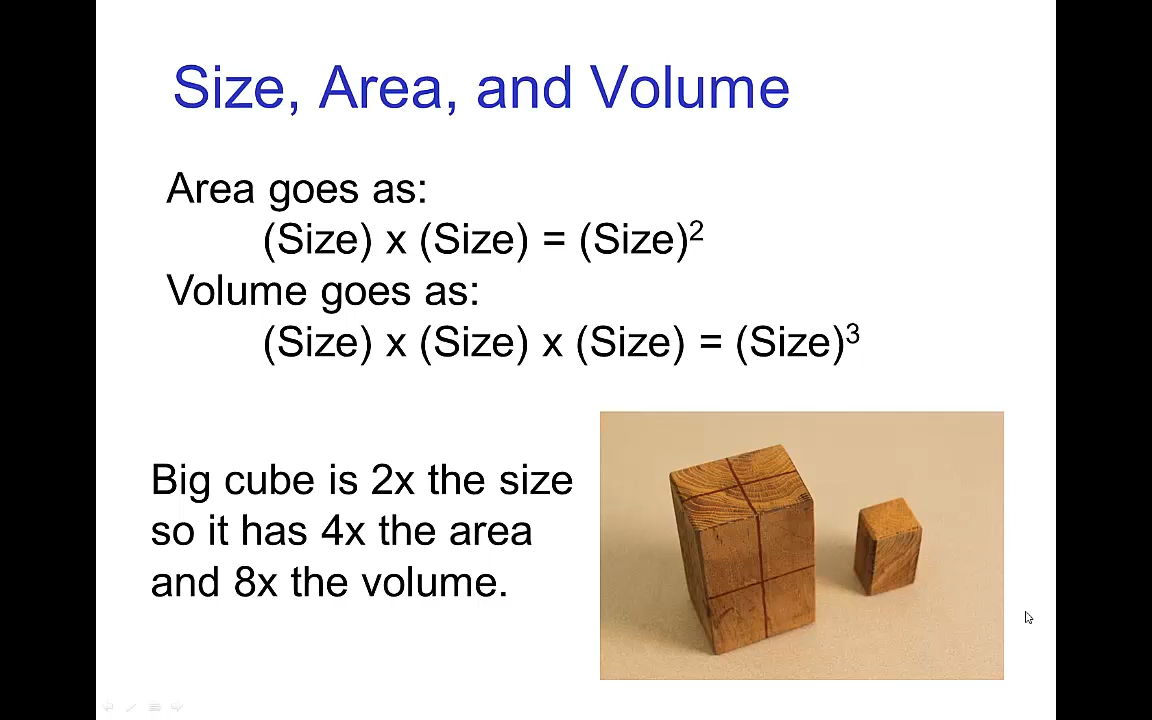 Size, Area, and Volume
Area goes as:
(Size) x (Size) = (Size)²
Volume goes as:
(Size) x (Size) x (Size) = (Size)³
Big cube is 2x the size
so it has 4x the area
and 8x the volume.